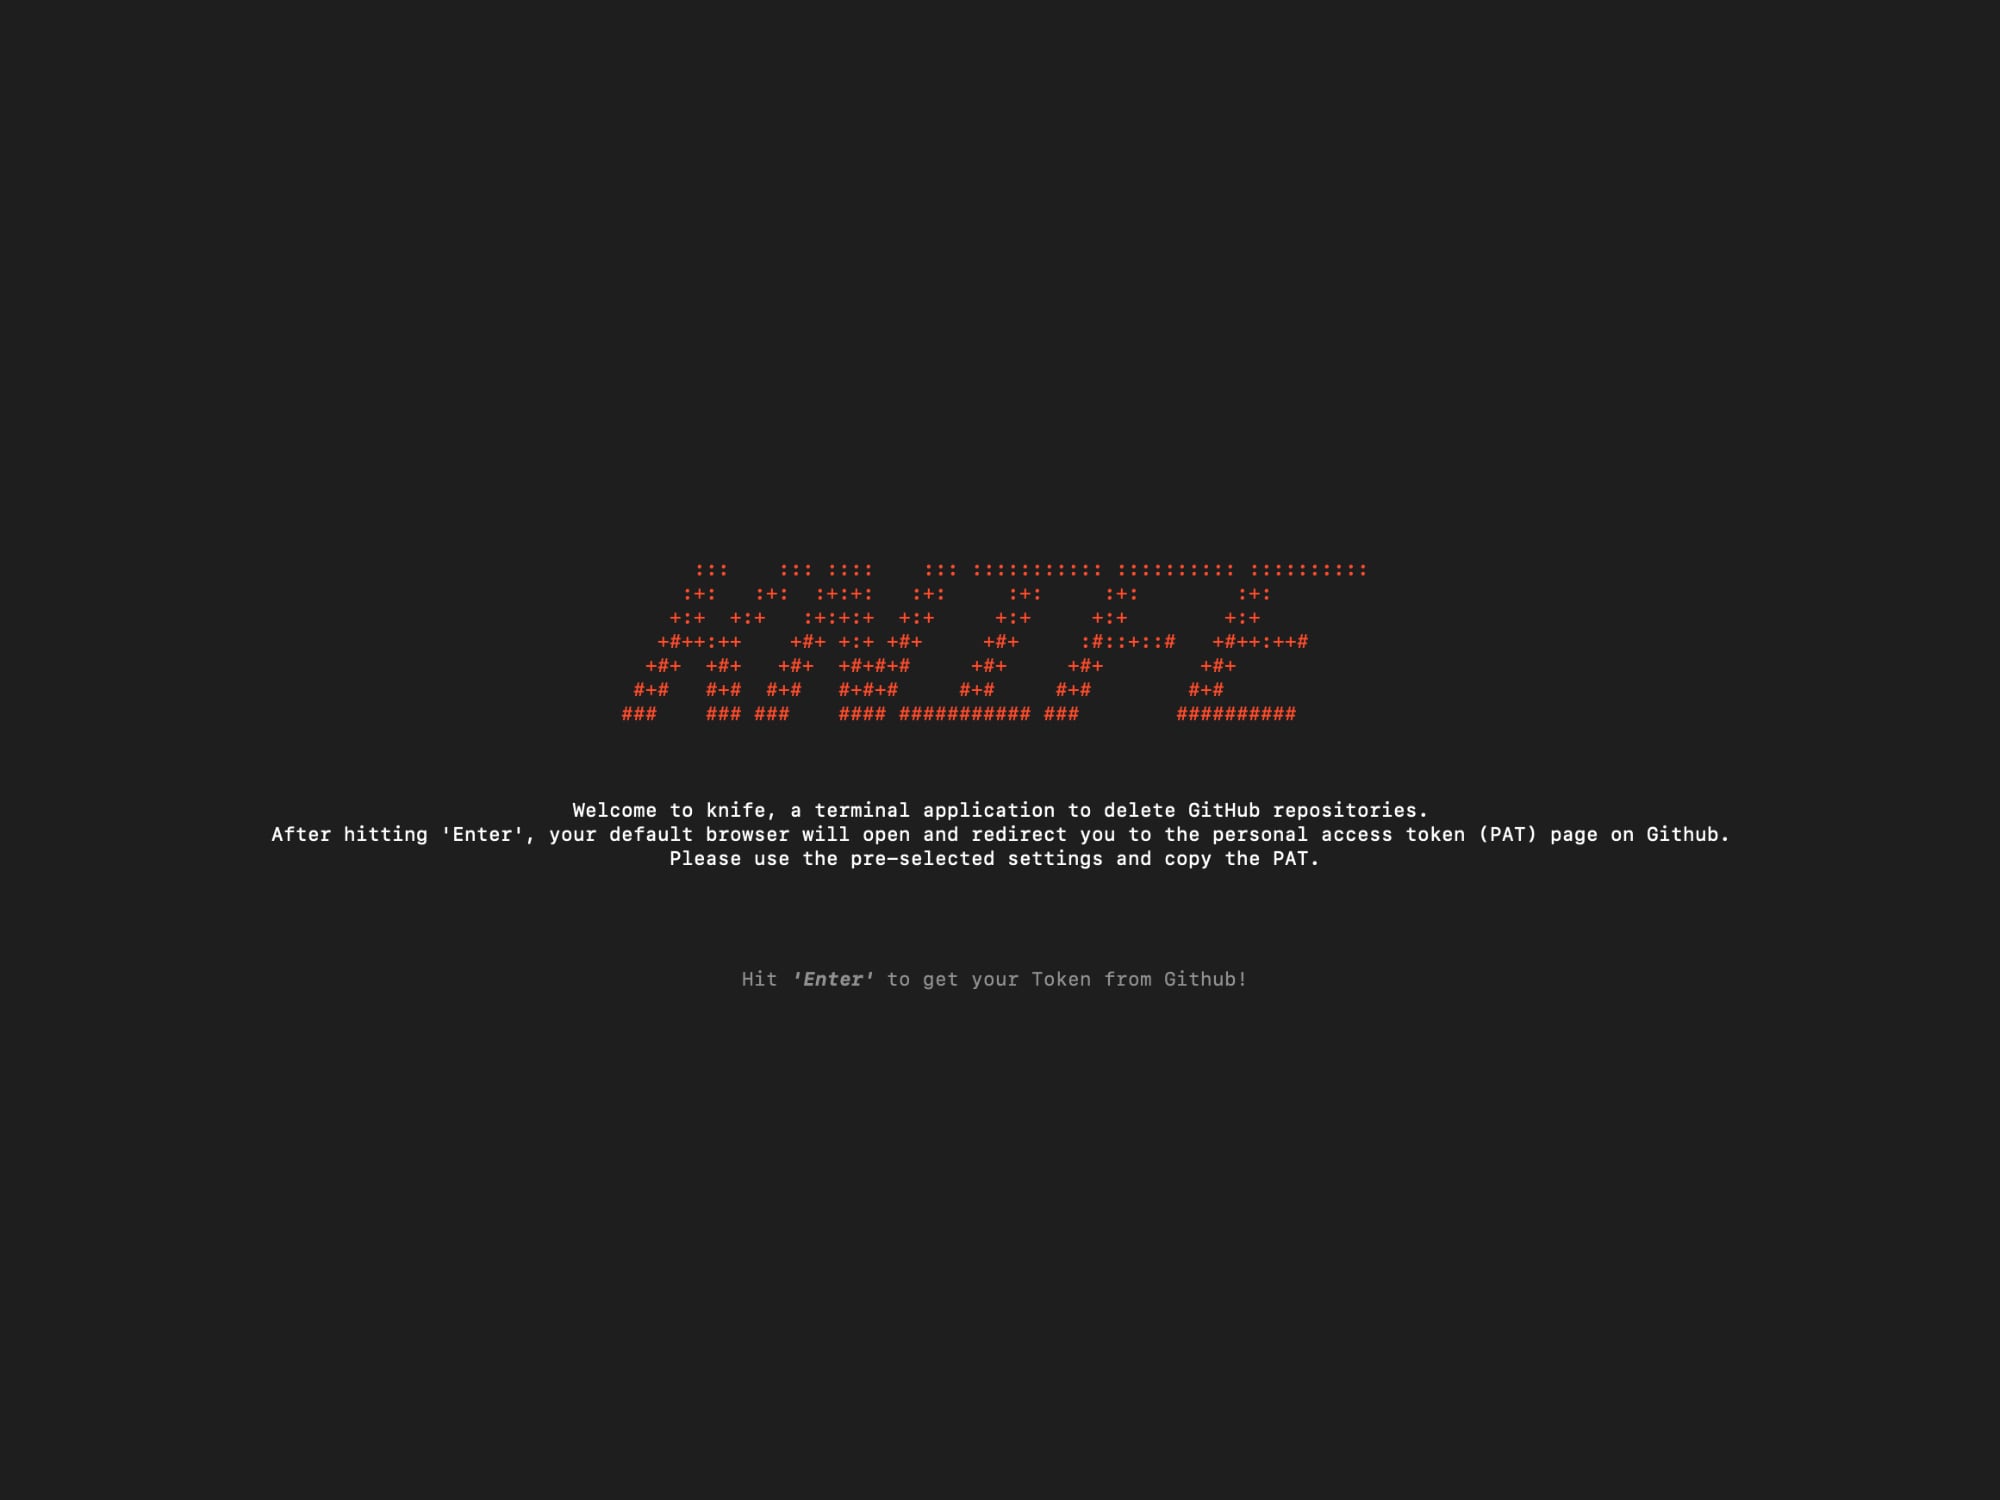 KNIFE
Welcome to knife, a terminal application to delete GitHub repositories.
After hitting 'Enter', your default browser will open and redirect you to the personal access token (PAT) page on Github.
Please use the pre-selected settings and copy the PAT.
Hit 'Enter' to get your Token from Github!